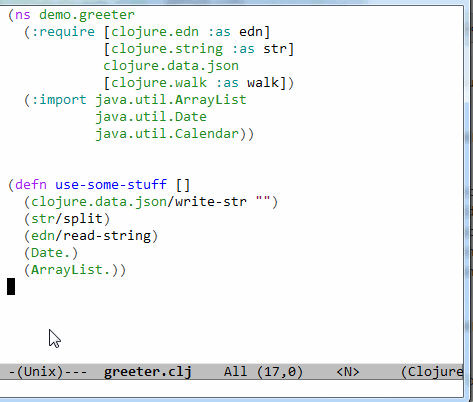 (ns demo.greeter
  (:require [clojure.edn :as edn]
            [clojure.string :as str]
            clojure.data.json
            [clojure.walk :as walk])
  (:import java.util.ArrayList
           java.util.Date
           java.util.Calendar))
(defn use-some-stuff []
  (clojure.data.json/write-str "")
  (str/split)
  (edn/read-string)
  (Date.)
  (ArrayList.))
-(Unix)---  greeter.clj    All (17,0)    <N>    (Clojure